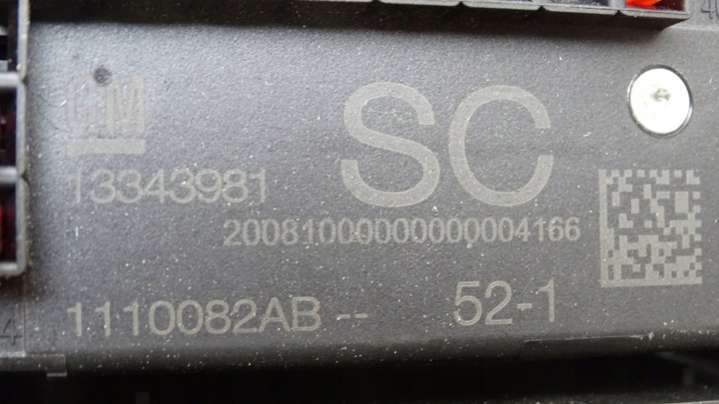 GM
SC
13343981
20081000000000004166
1110082AB -- 52-1